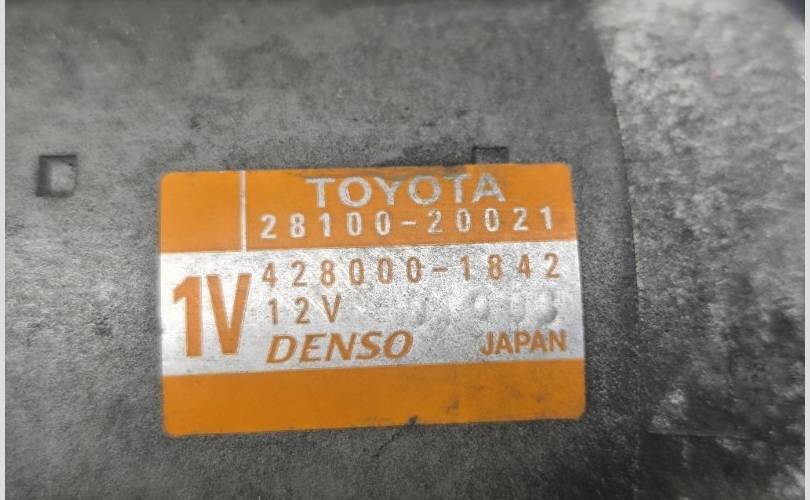 TOYOTA
28100-20021
1V 428000-1842
12V
DENSO JAPAN